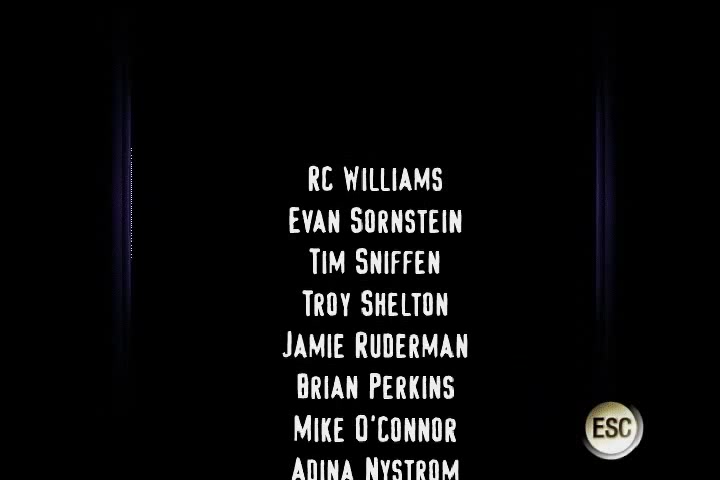 RC Williams
Evan Sornstein
Tim Sniffen
Troy Shelton
Jamie Ruderman
Brian Perkins
Mike O'Connor
Adina Nystrom
ESC